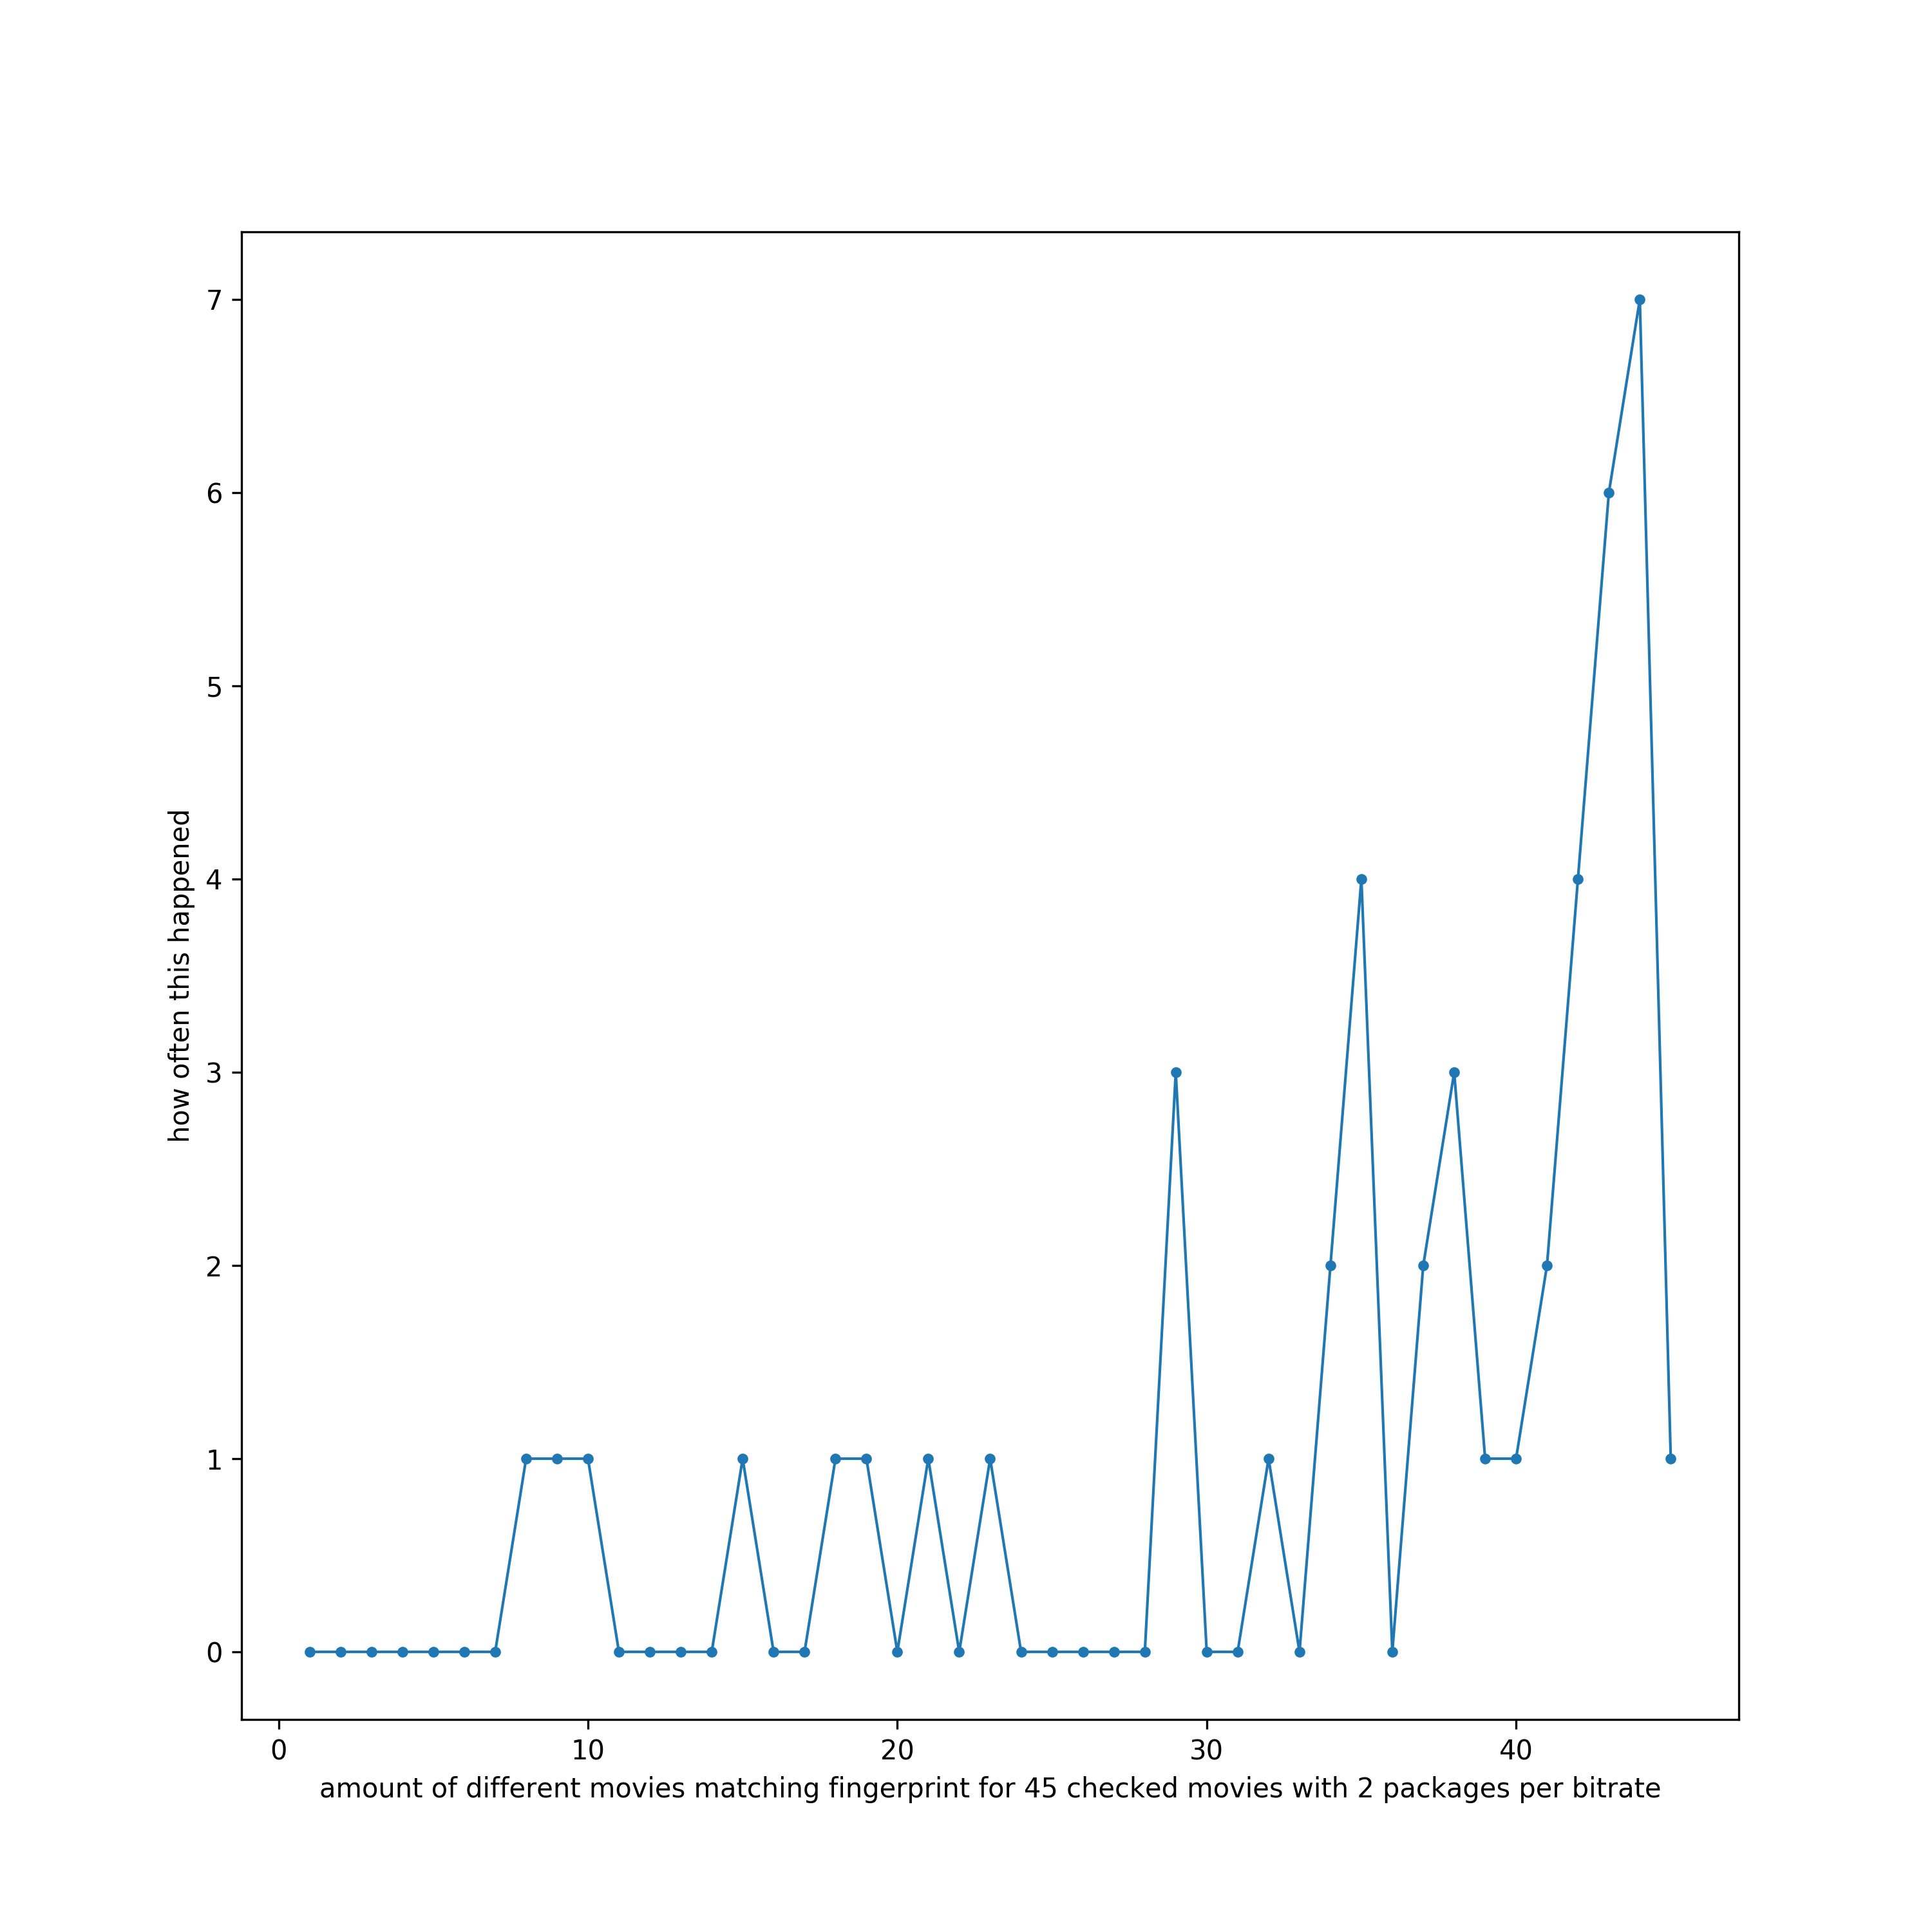 7
6
5
4
3
2
1
0
how often this happened
0 10 20 30 40
amount of different movies matching fingerprint for 45 checked movies with 2 packages per bitrate